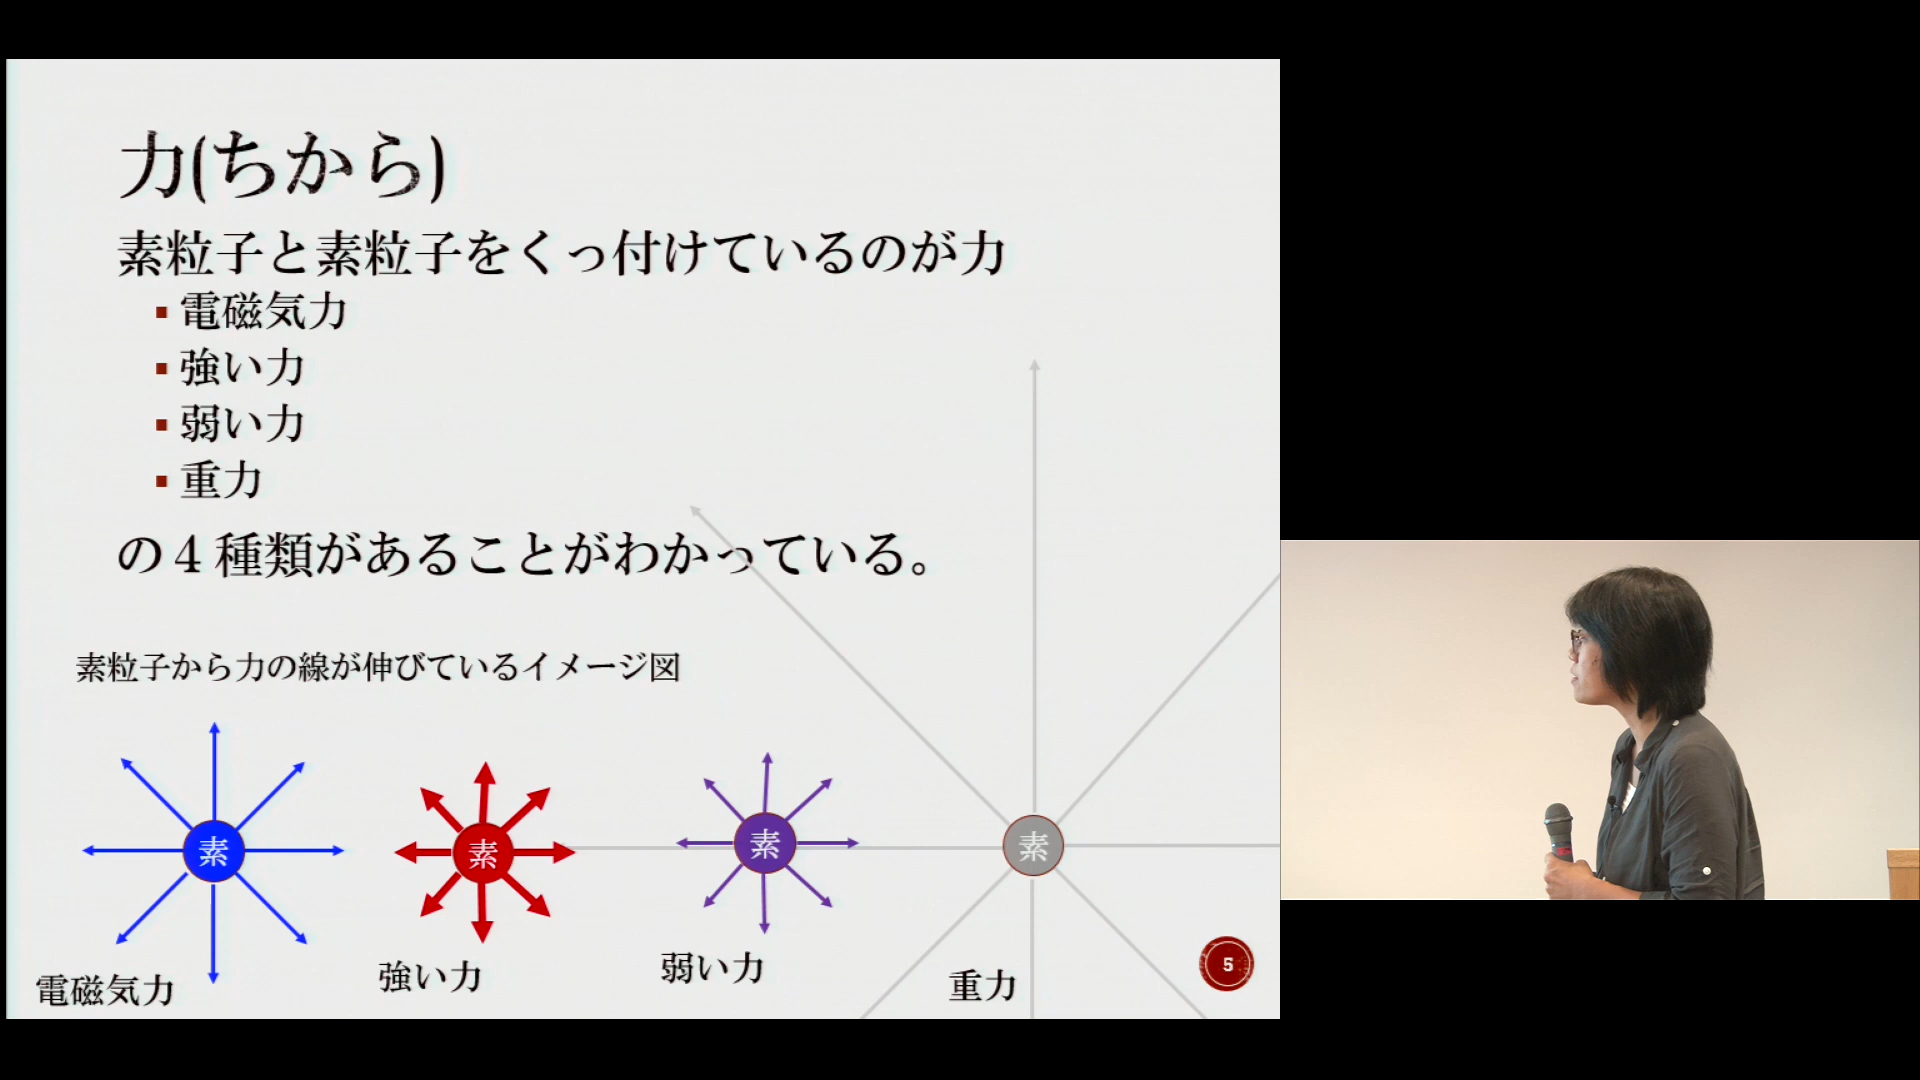 力(ちから)
素粒子と素粒子をくっ付けているのが力
▪ 電磁気力
▪ 強い力
▪ 弱い力
▪ 重力
の４種類があることがわかっている。
素粒子から力の線が伸びているイメージ図
素
素
素
素
電磁気力
強い力
弱い力
重力
5